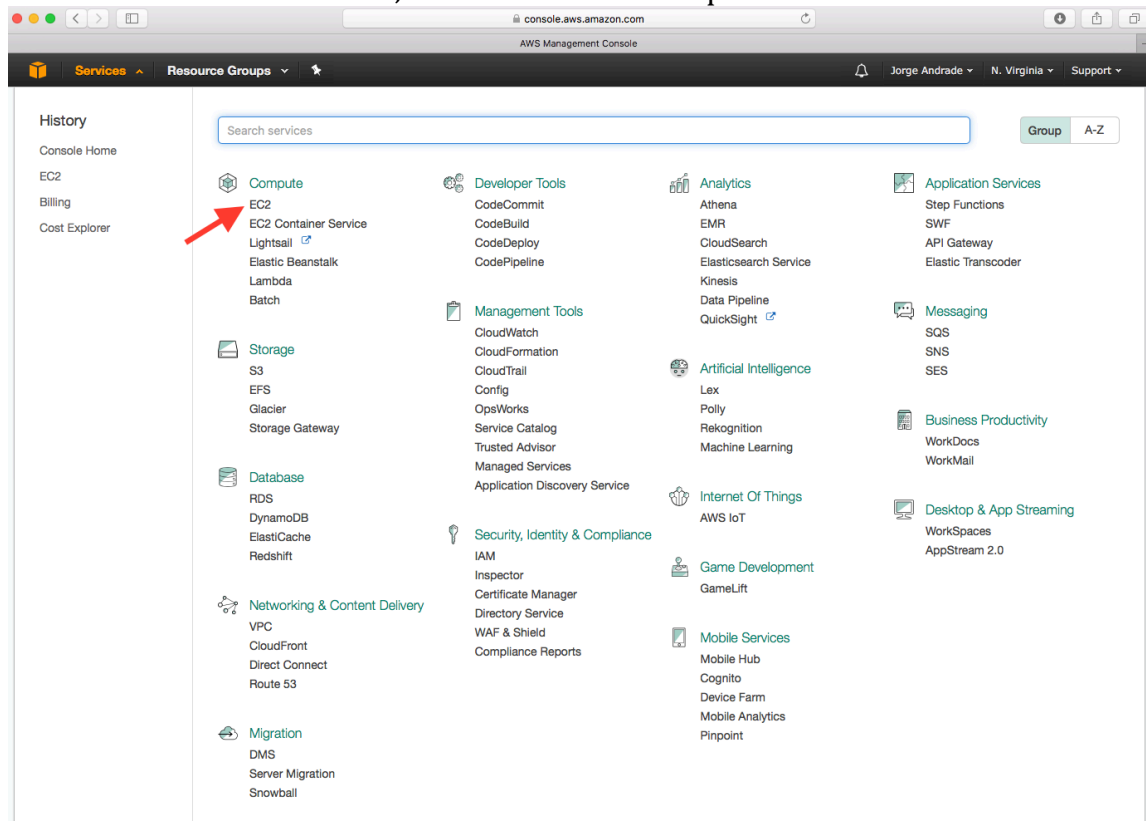 console.aws.amazon.com
AWS Management Console
Services Resource Groups Jorge Andrade N. Virginia Support
History
Console Home
EC2
Billing
Cost Explorer
Search services
Group A-Z
Compute
EC2
EC2 Container Service
Lightsail
Elastic Beanstalk
Lambda
Batch
Storage
S3
EFS
Glacier
Storage Gateway
Database
RDS
DynamoDB
ElastiCache
Redshift
Networking & Content Delivery
VPC
CloudFront
Direct Connect
Route 53
Migration
DMS
Server Migration
Snowball
Developer Tools
CodeCommit
CodeBuild
CodeDeploy
CodePipeline
Management Tools
CloudWatch
CloudFormation
CloudTrail
Config
OpsWorks
Service Catalog
Trusted Advisor
Managed Services
Application Discovery Service
Security, Identity & Compliance
IAM
Inspector
Certificate Manager
Directory Service
WAF & Shield
Compliance Reports
Analytics
Athena
EMR
CloudSearch
Elasticsearch Service
Kinesis
Data Pipeline
QuickSight
Artificial Intelligence
Lex
Polly
Rekognition
Machine Learning
Internet Of Things
AWS IoT
Game Development
GameLift
Mobile Services
Mobile Hub
Cognito
Device Farm
Mobile Analytics
Pinpoint
Application Services
Step Functions
SWF
API Gateway
Elastic Transcoder
Messaging
SQS
SNS
SES
Business Productivity
WorkDocs
WorkMail
Desktop & App Streaming
WorkSpaces
AppStream 2.0